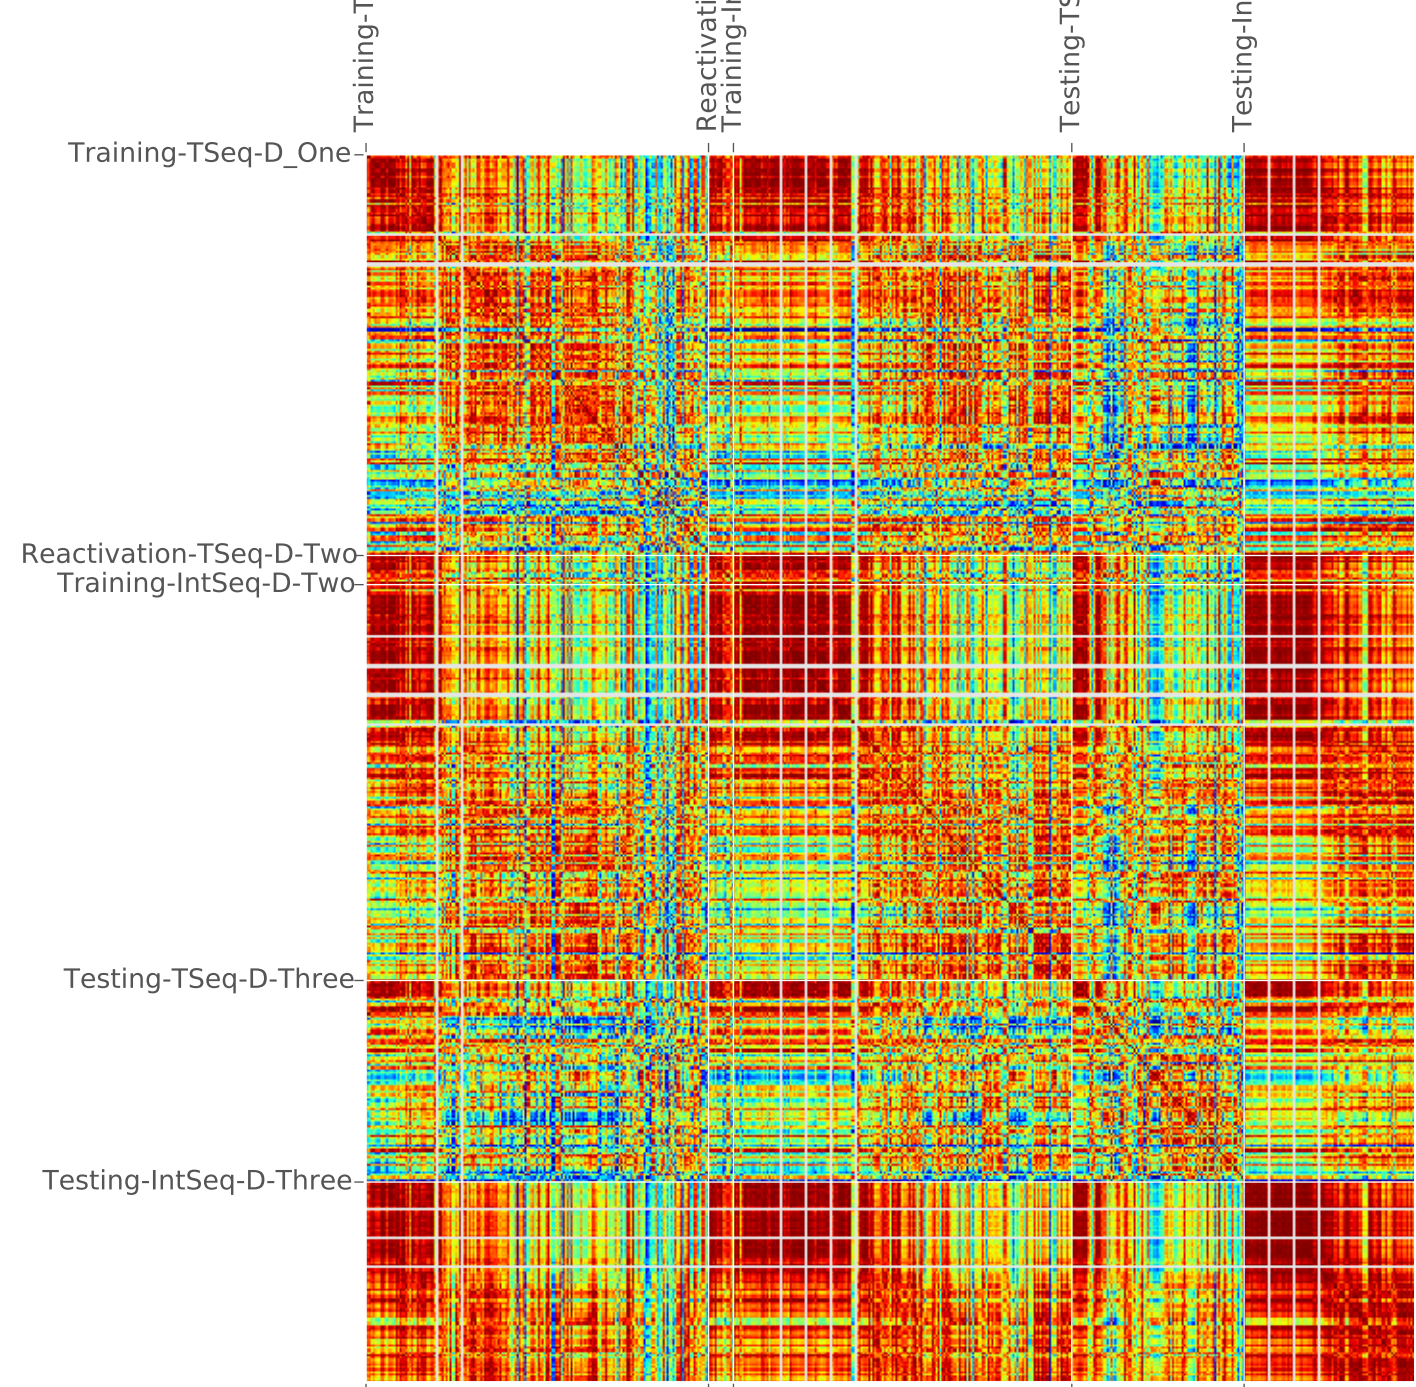 Training-T
Reactivati
Training-I
Testing-TS
Testing-In
Training-TSeq-D_One
Reactivation-TSeq-D-Two
Training-IntSeq-D-Two
Testing-TSeq-D-Three
Testing-IntSeq-D-Three